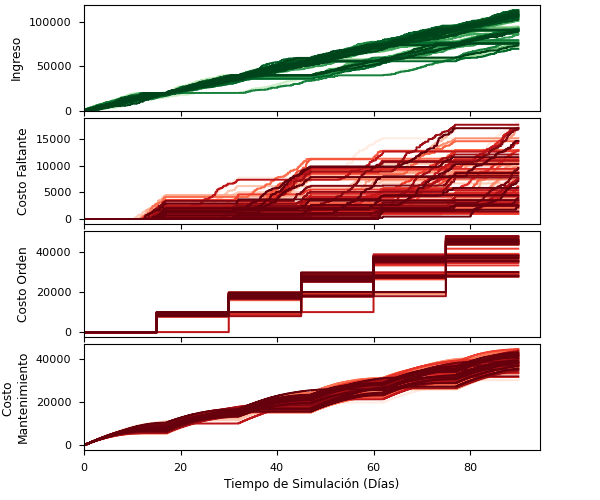 100000
50000
0
Ingreso
15000
10000
5000
0
Costo Faltante
40000
20000
0
Costo Orden
40000
20000
0
Costo
Mantenimiento
0 20 40 60 80
Tiempo de Simulación (Días)